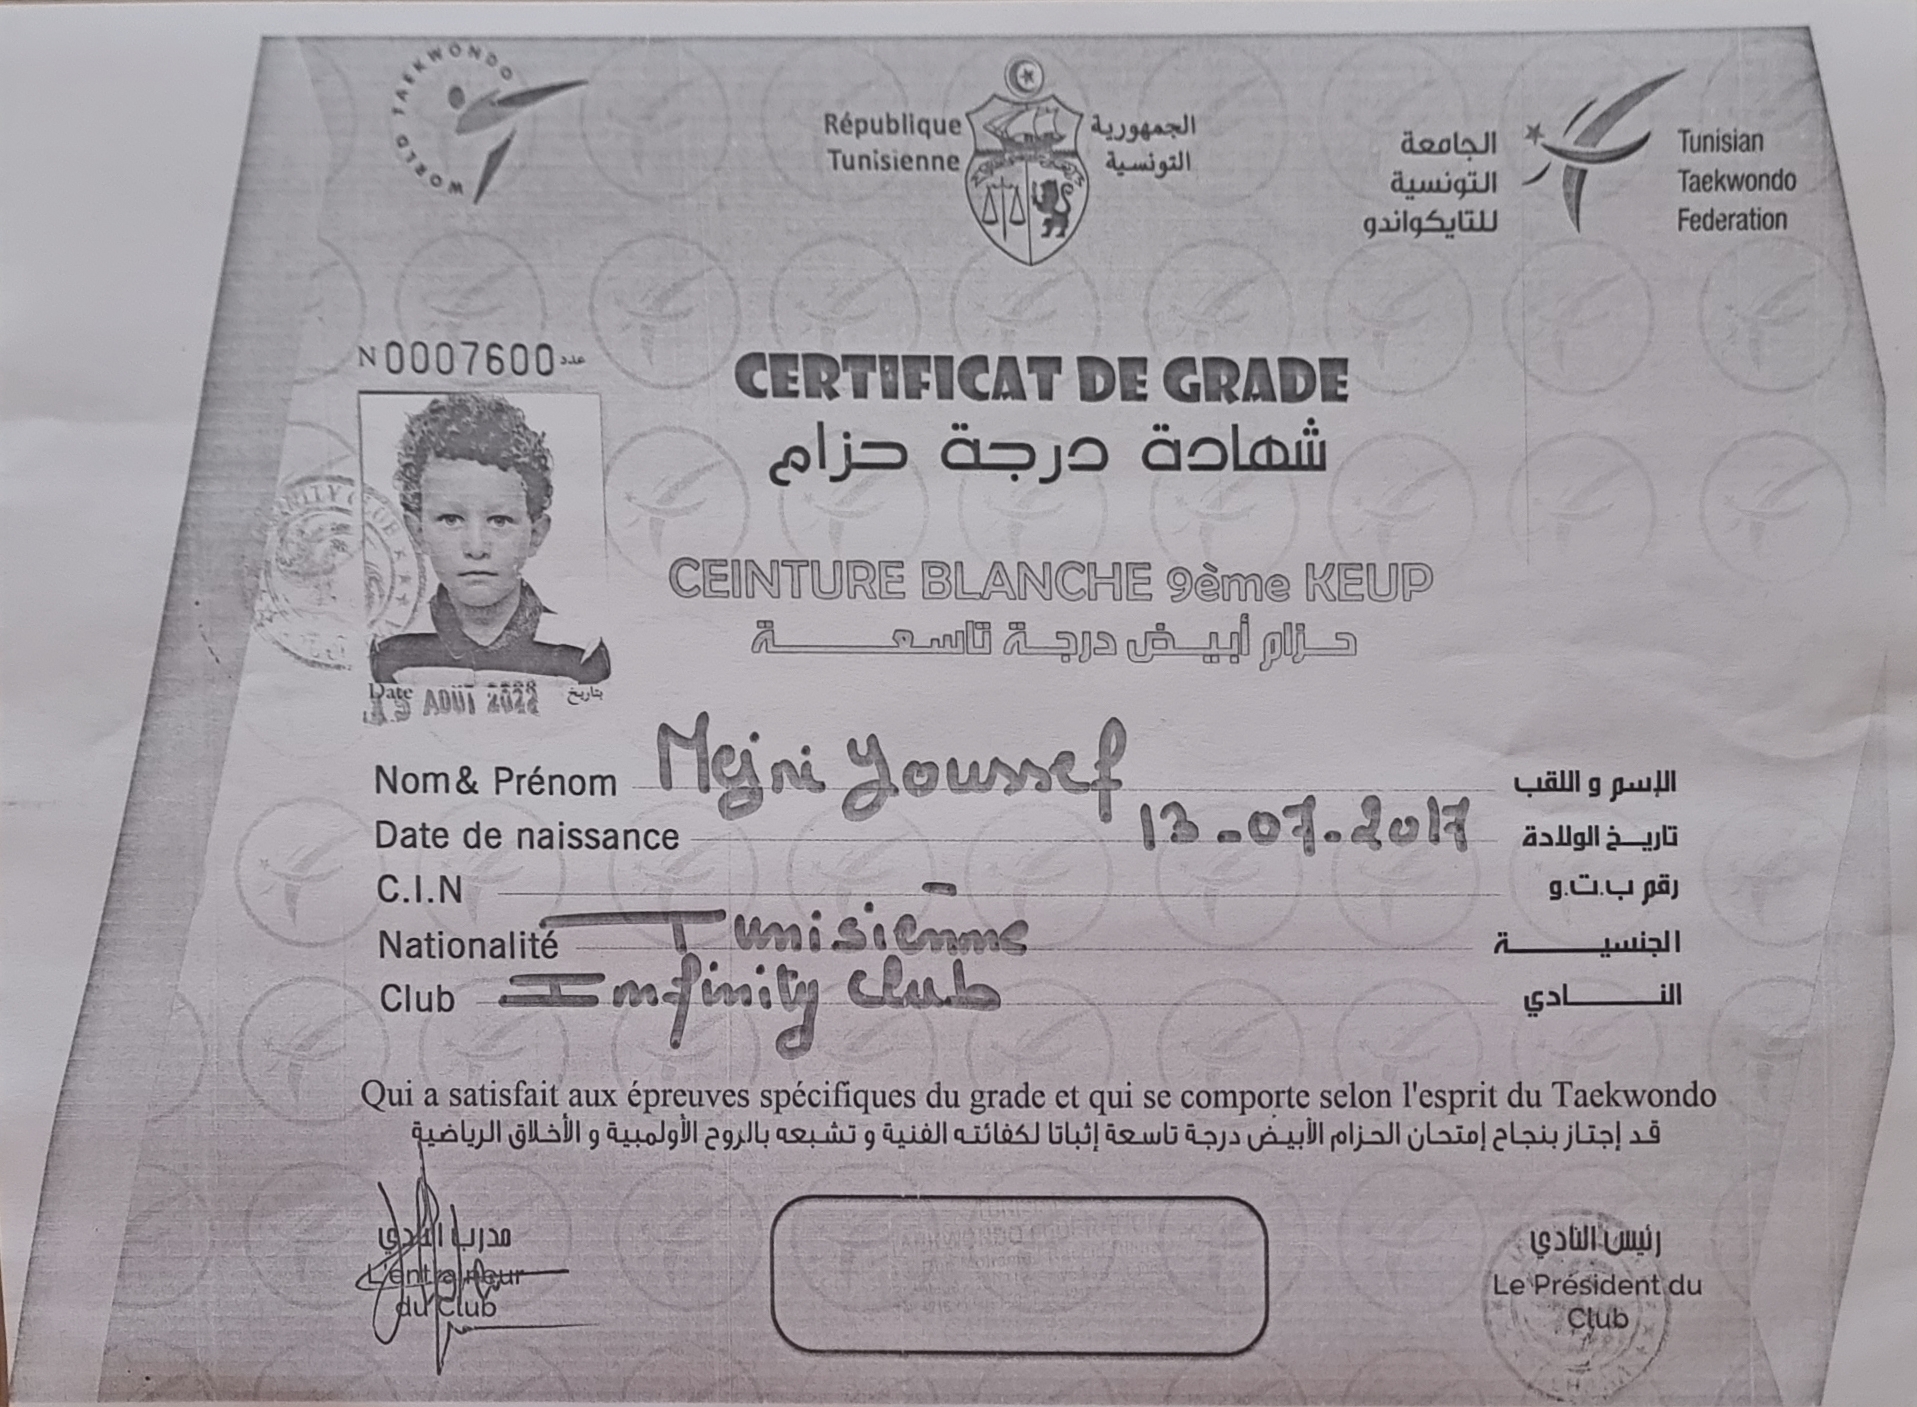 WORLD TAEKWONDO
République
Tunisienne
الجمهورية
التونسية
الجامعة
التونسية
للتايكواندو
Tunisian
Taekwondo
Federation
N 0007600 عدد
CERTIFICAT DE GRADE
شهادة درجة حزام
CEINTURE BLANCHE 9ème KEUP
حزام أبيض درجة تاسعة
Date AOUT 2022 بتاريخ
Nom& Prénom Mejri Youssef الإسم و اللقب
Date de naissance 13-07-2017 تاريخ الولادة
C.I.N - رقم ب.ت.و
Nationalité Tunisienne الجنسية
Club Infinity Club النادي
Qui a satisfait aux épreuves spécifiques du grade et qui se comporte selon l'esprit du Taekwondo
قد إجتاز بنجاح إمتحان الحزام الأبيض درجة تاسعة إثباتا لكفائته الفنية و تشبعه بالروح الأولمبية و الأخلاق الرياضية
مدرب النادي
L'entraîneur
du Club
رئيس النادي
Le Président du
Club